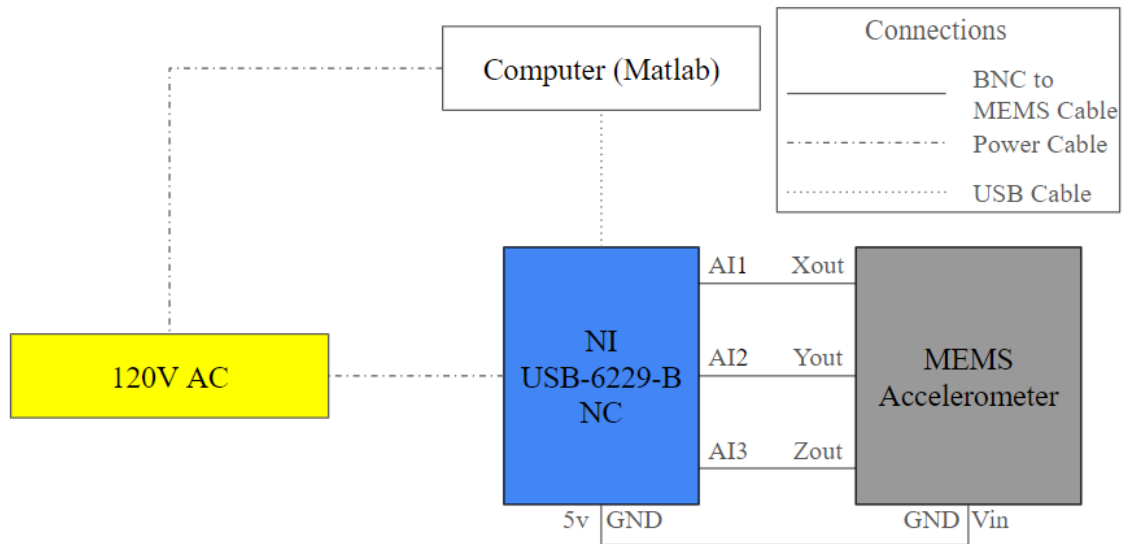 Connections
BNC to
MEMS Cable
Power Cable
USB Cable
Computer (Matlab)
120V AC
NI
USB-6229-B
NC
AI1 Xout
AI2 Yout
AI3 Zout
MEMS
Accelerometer
5v GND
GND Vin